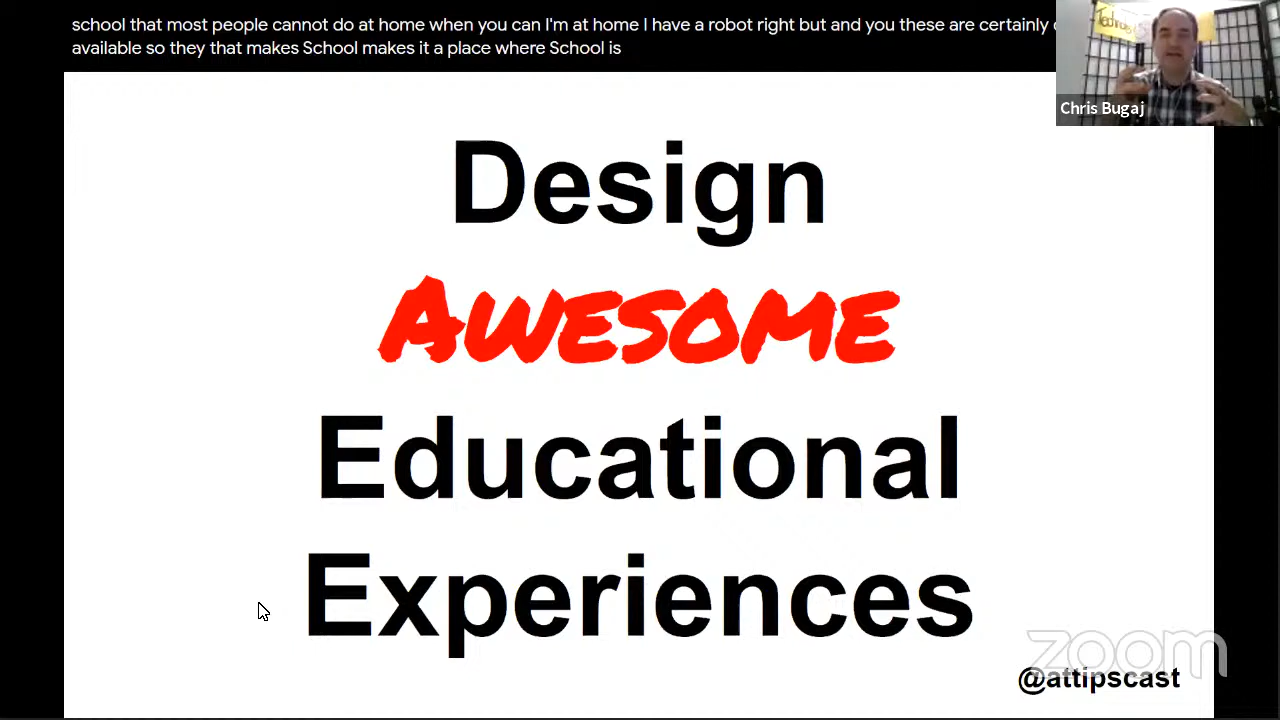 school that most people cannot do at home when you can I'm at home I have a robot right but and you these are certainly
available so they that makes School makes it a place where School is
Chris Bugaj
Design
AWESOME
Educational
Experiences
zoom
@attipscast